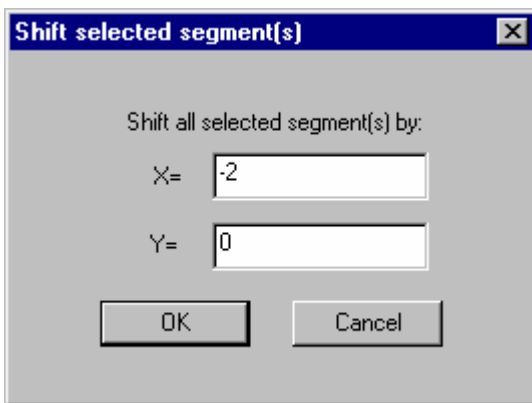 Shift selected segment(s)
Shift all selected segment(s) by:
X= -2
Y= 0
OK Cancel